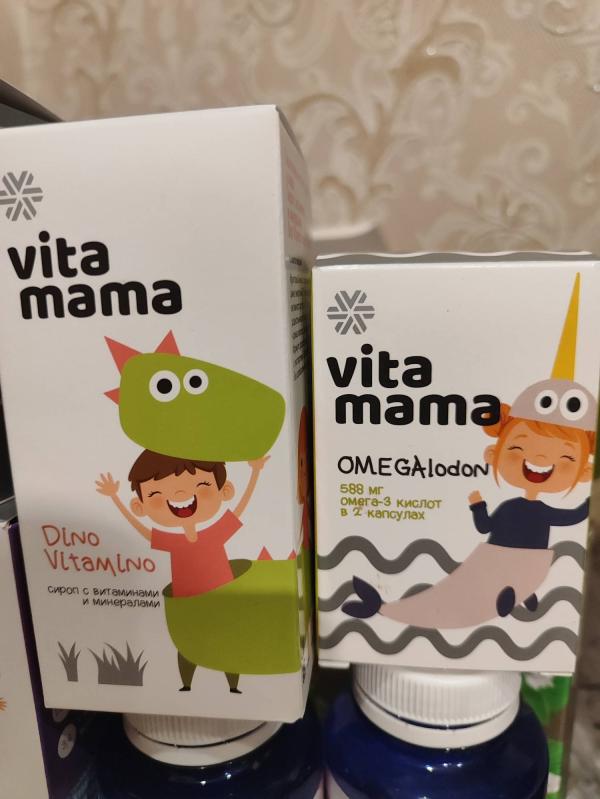 vita
mama
Dino
Vitamino
сироп с витаминами
и минералами
vita
mama
OMEGAlodon
588 мг
омега-3 кислот
в 2 капсулах